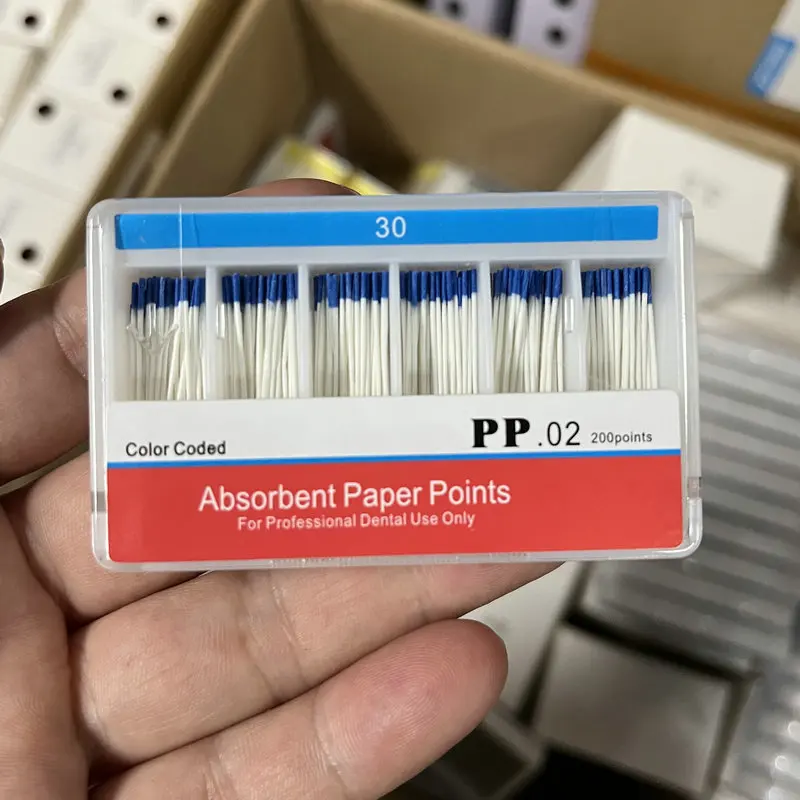 30
Color Coded
PP .02 200points
Absorbent Paper Points
For Professional Dental Use Only